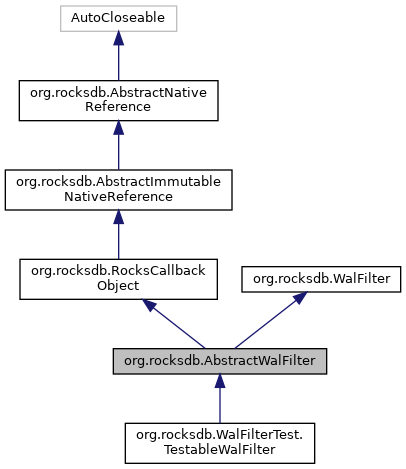 AutoCloseable
org.rocksdb.AbstractNative
Reference
org.rocksdb.AbstractImmutable
NativeReference
org.rocksdb.RocksCallback
Object
org.rocksdb.WalFilter
org.rocksdb.AbstractWalFilter
org.rocksdb.WalFilterTest.
TestableWalFilter